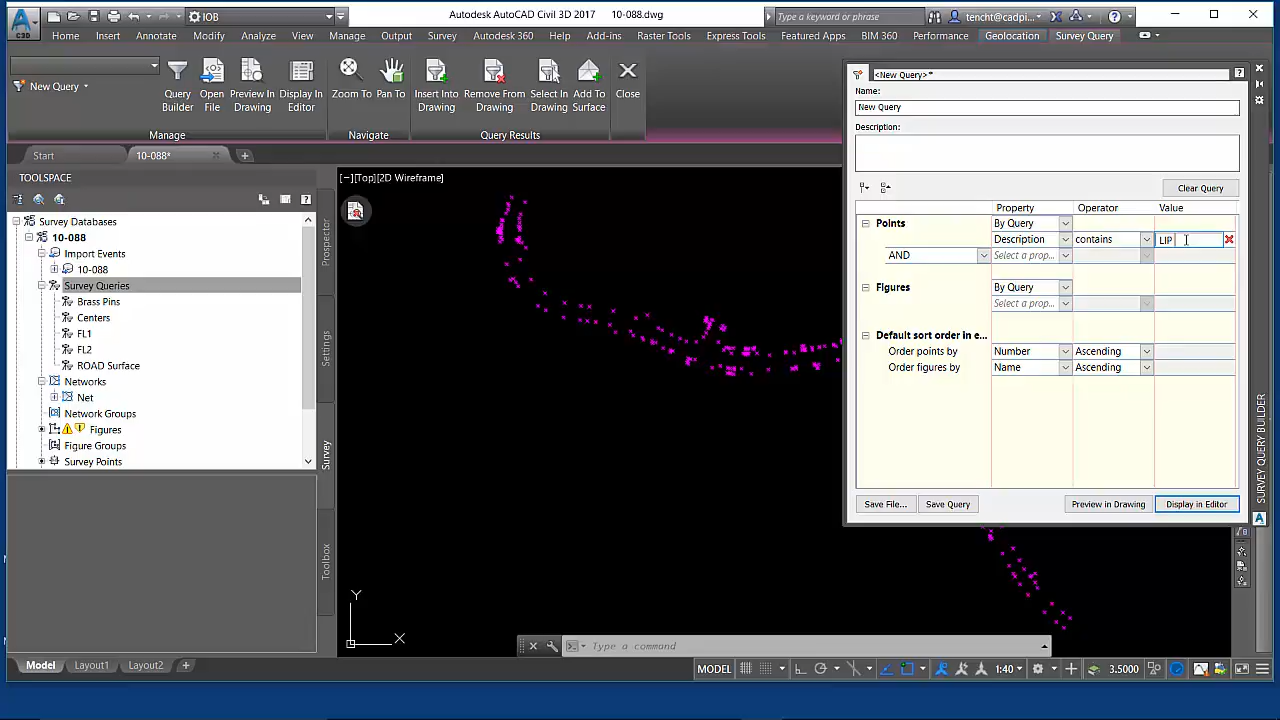 IOB
Autodesk AutoCAD Civil 3D 2017 10-088.dwg
Type a keyword or phrase
tencht@cadpi...
C3D
Home Insert Annotate Modify Analyze View Manage Output Survey Autodesk 360 Help Add-ins Raster Tools Express Tools Featured Apps BIM 360 Performance Geolocation Survey Query
New Query
Query Builder
Open File
Preview In Drawing
Display In Editor
Zoom To
Pan To
Insert Into Drawing
Remove From Drawing
Select In Drawing
Add To Surface
Close
Manage Navigate Query Results
Start 10-088*
TOOLSPACE
Survey Databases
10-088
Import Events
10-088
Survey Queries
Brass Pins
Centers
FL1
FL2
ROAD Surface
Networks
Net
Network Groups
Figures
Figure Groups
Survey Points
Prospector
Settings
Survey
Toolbox
[−][Top][2D Wireframe]
Y
X
<New Query>*
Name:
New Query
Description:
Clear Query
Property Operator Value
Points By Query
Description contains LIP
AND Select a prop...
Figures By Query
Select a prop...
Default sort order in e...
Order points by Number Ascending
Order figures by Name Ascending
Save File... Save Query Preview in Drawing Display in Editor
SURVEY QUERY BUILDER
Type a command
Model Layout1 Layout2
MODEL 1:40 3.5000